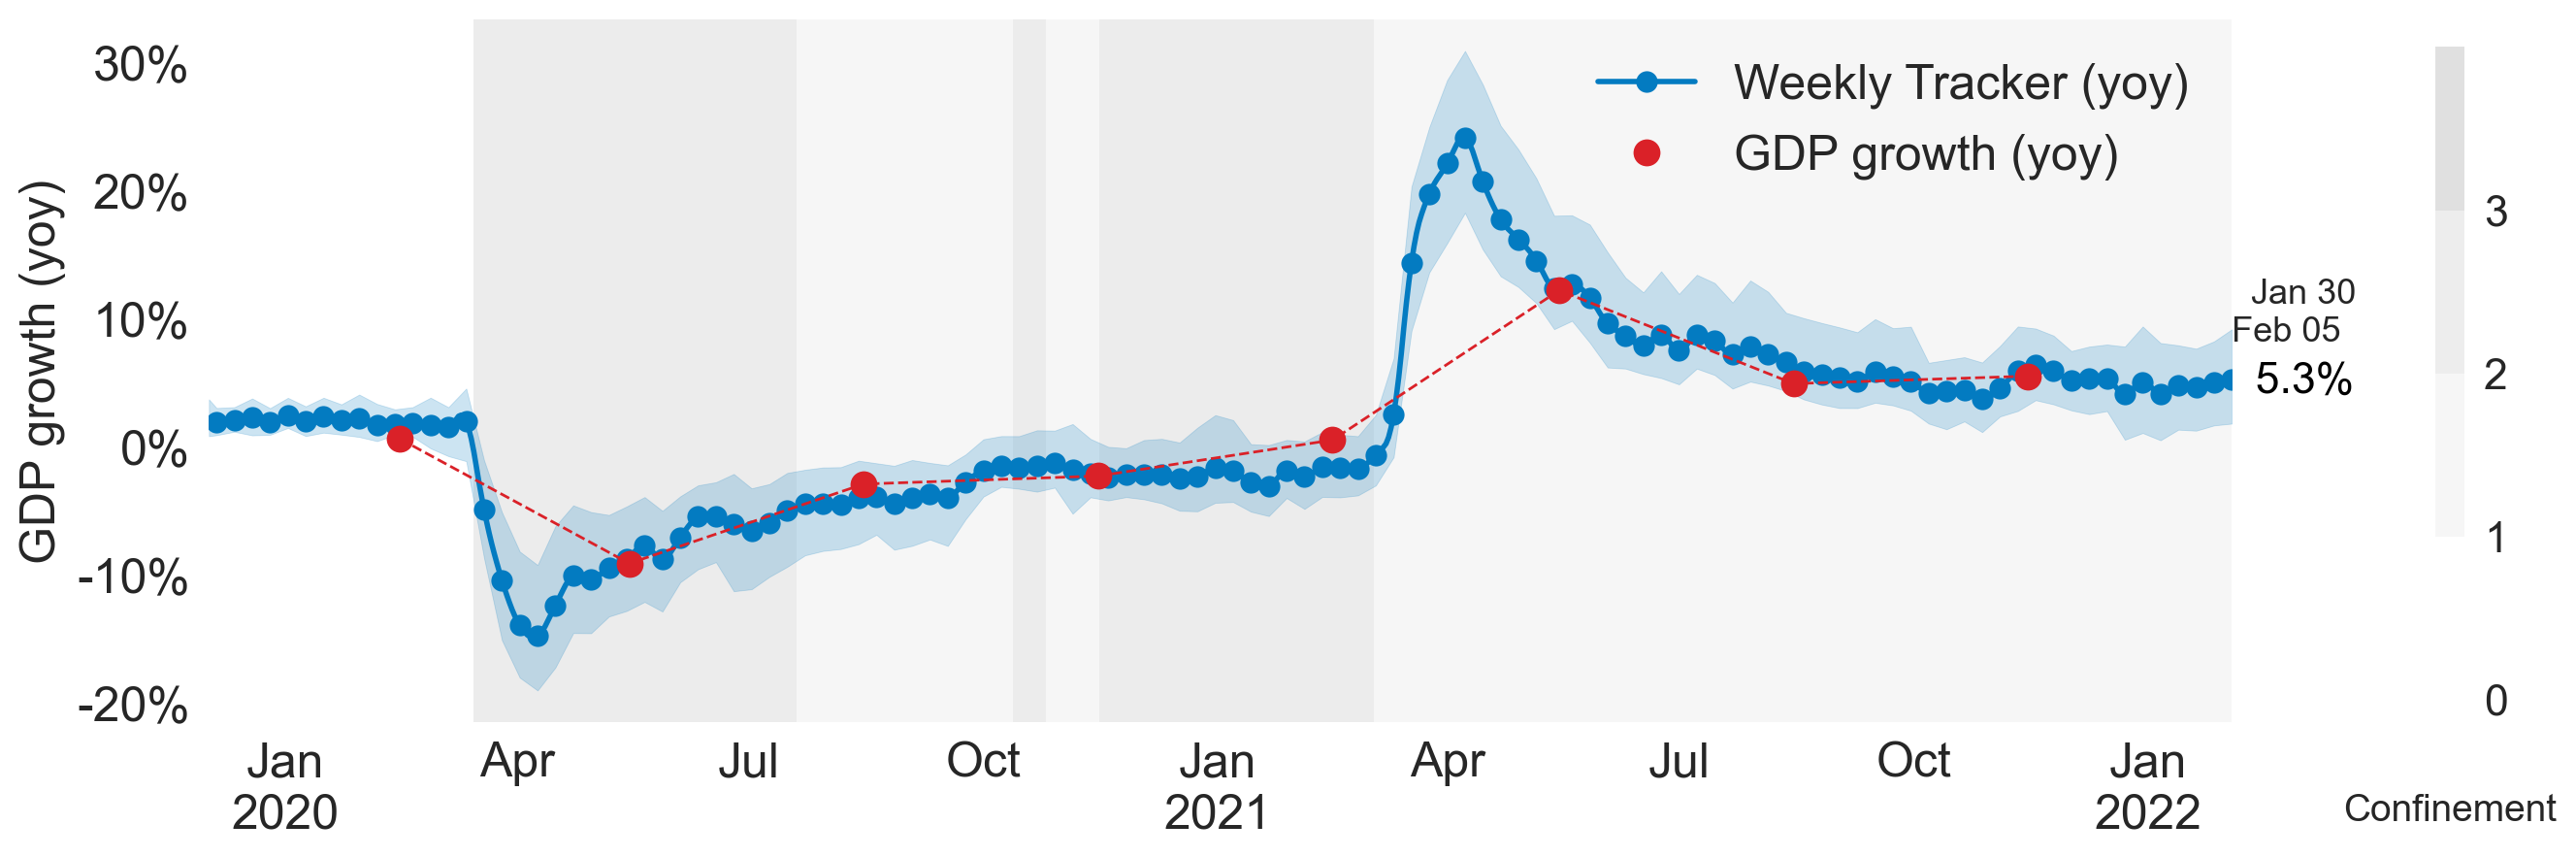 GDP growth (yoy)
30%
20%
10%
0%
-10%
-20%
Weekly Tracker (yoy)
GDP growth (yoy)
Jan 30
Feb 05
5.3%
3
2
1
0
Confinement
Jan Apr Jul Oct Jan Apr Jul Oct Jan
2020 2021 2022